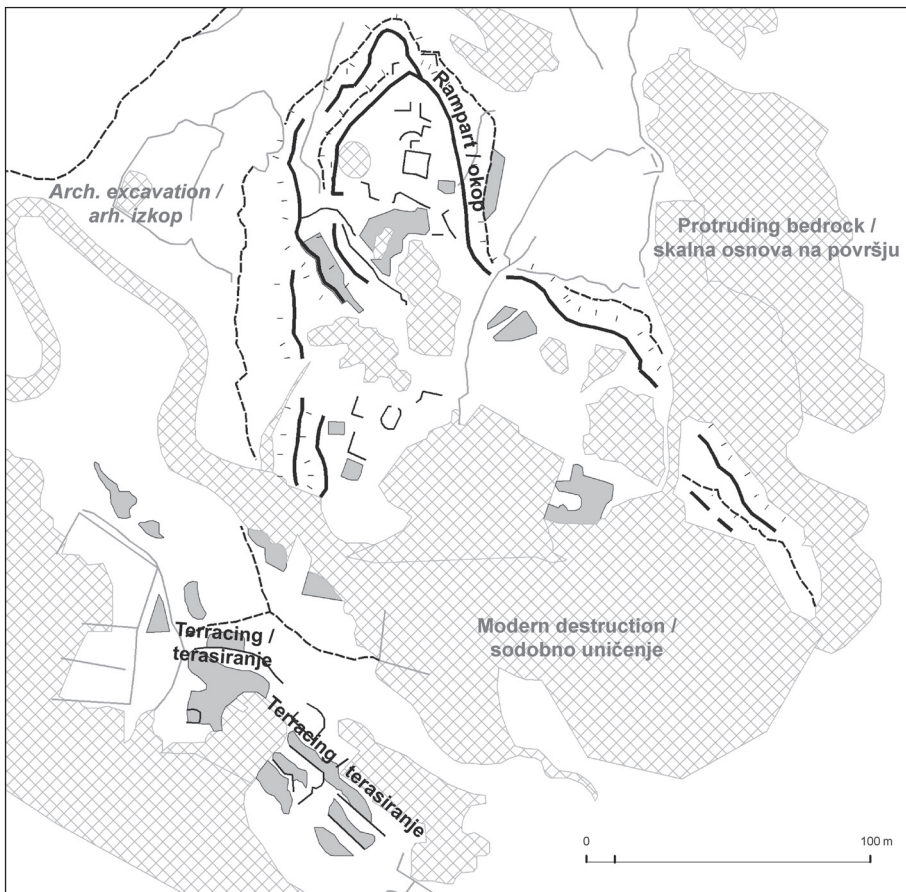 Rampart / okop
Arch. excavation /
arh. izkop
Protruding bedrock /
skalna osnova na površju
Modern destruction /
sodobno uničenje
Terracing /
terasiranje
Terracing / terasiranje
0
100 m